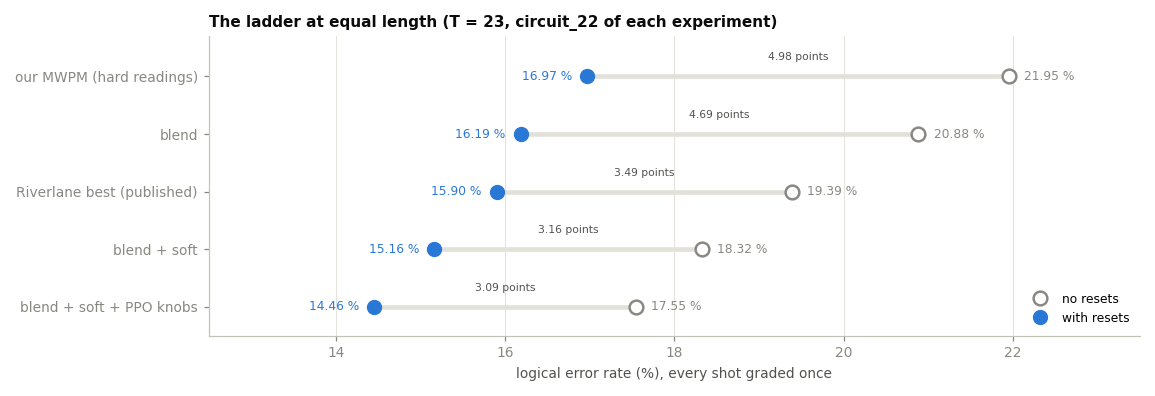 The ladder at equal length (T = 23, circuit_22 of each experiment)
our MWPM (hard readings)
16.97 %
4.98 points
21.95 %
blend
16.19 %
4.69 points
20.88 %
Riverlane best (published)
15.90 %
3.49 points
19.39 %
blend + soft
15.16 %
3.16 points
18.32 %
blend + soft + PPO knobs
14.46 %
3.09 points
17.55 %
no resets
with resets
14
16
18
20
22
logical error rate (%), every shot graded once